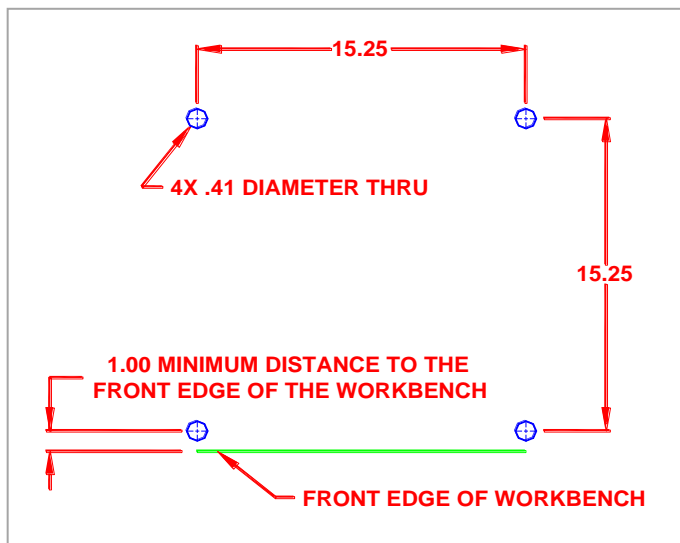 15.25
4X .41 DIAMETER THRU
15.25
1.00 MINIMUM DISTANCE TO THE
FRONT EDGE OF THE WORKBENCH
FRONT EDGE OF WORKBENCH